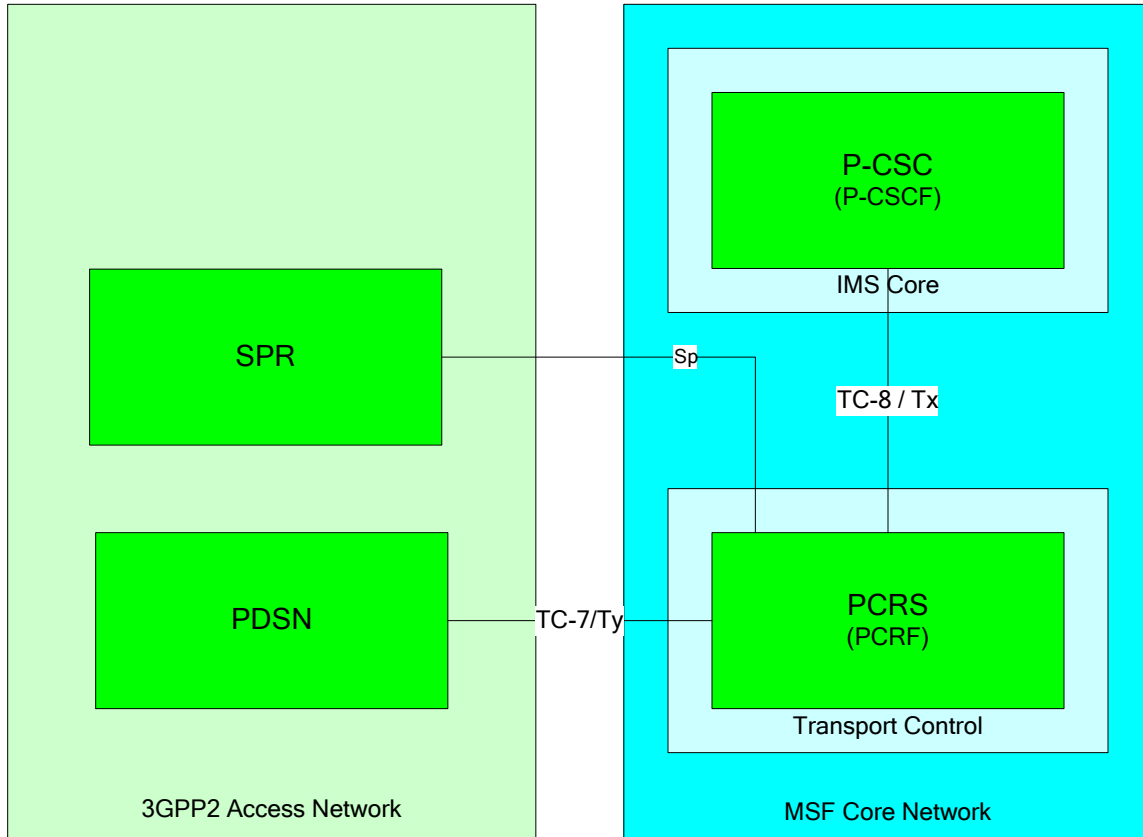 P-CSC
(P-CSCF)
IMS Core
SPR
Sp
TC-8 / Tx
PDSN
TC-7/Ty
PCRS
(PCRF)
Transport Control
3GPP2 Access Network
MSF Core Network